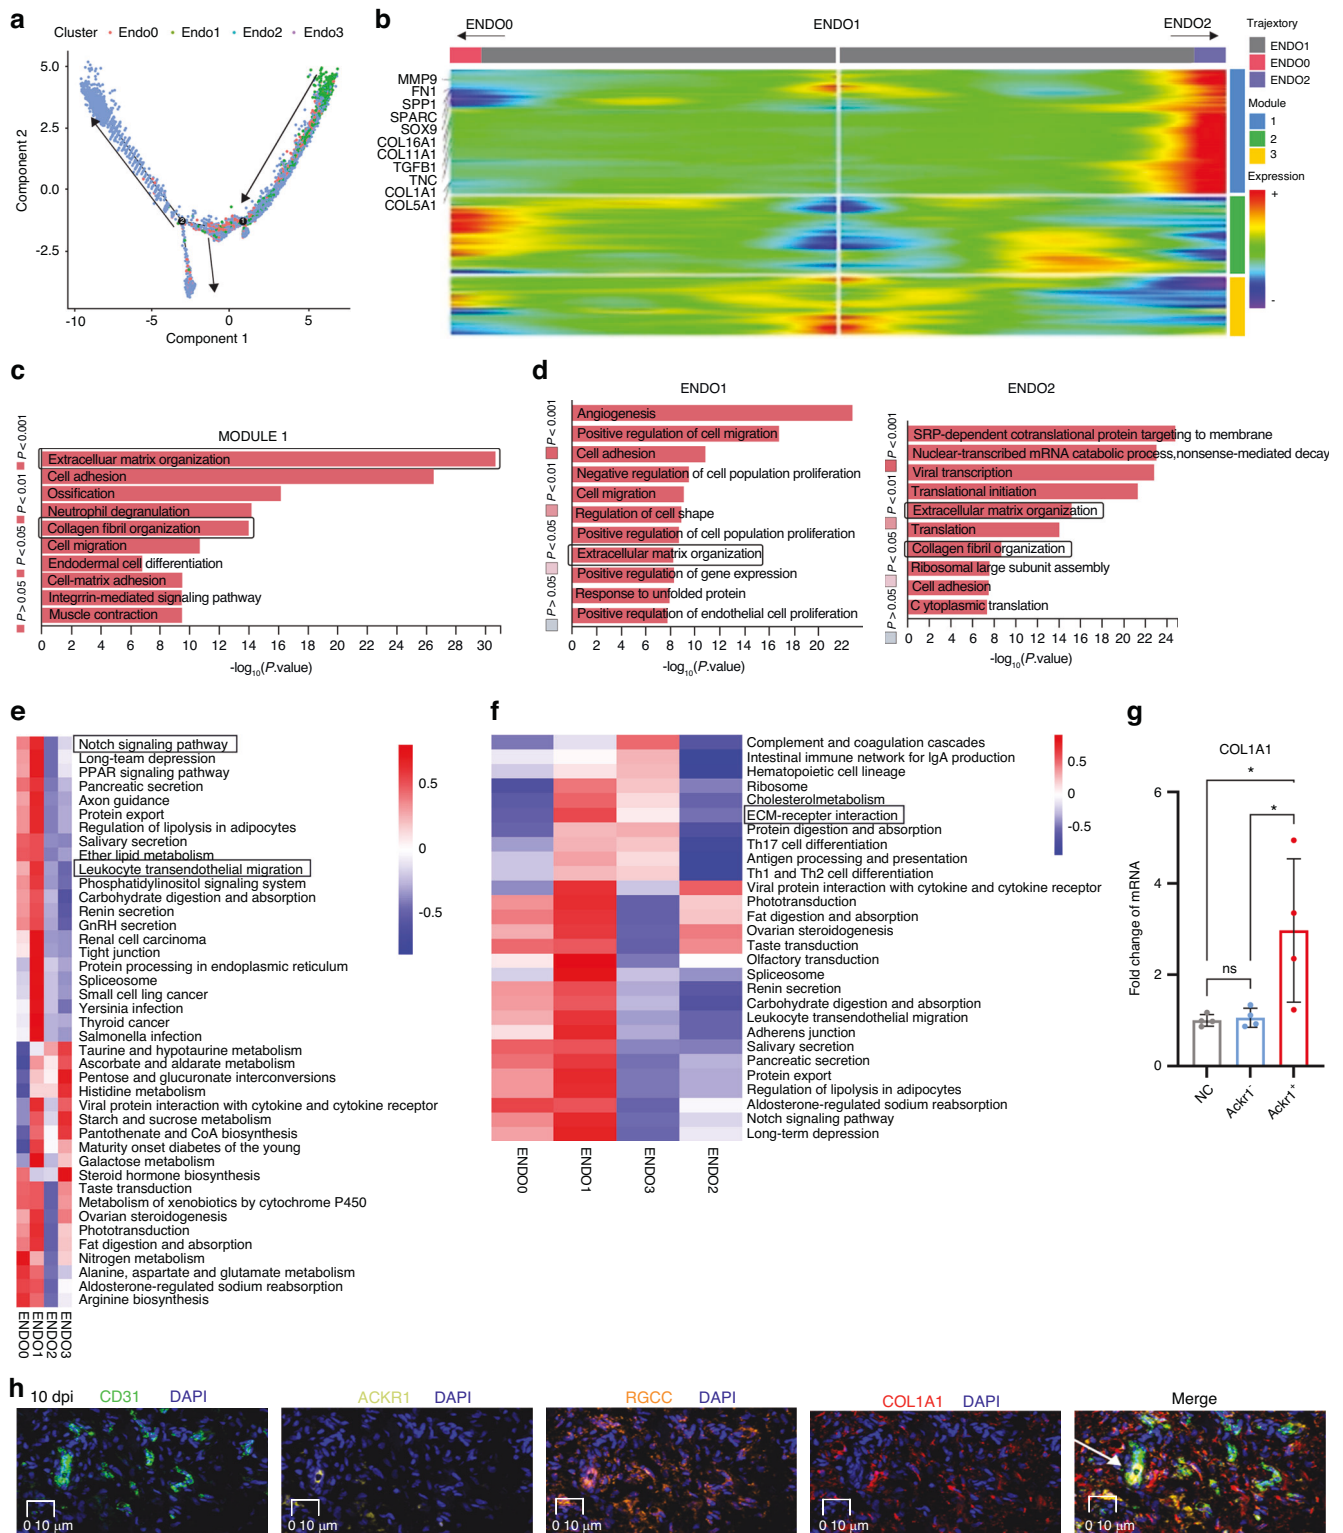 a
Cluster Endo0 Endo1 Endo2 Endo3
5.0
2.5
0.0
-2.5
Component 2
2
1
-10 -5 0 5
Component 1
b
ENDO0 ENDO1 ENDO2
MMP9
FN1
SPP1
SPARC
SOX9
COL16A1
COL11A1
TGFB1
TNC
COL1A1
COL5A1
Trajextory
ENDO1
ENDO0
ENDO2
Module
1
2
3
Expression
+
-
c
MODULE 1
P < 0.001
P < 0.01
P < 0.05
P > 0.05
Extracelluar matrix organization
Cell adhesion
Ossification
Neutrophil degranulation
Collagen fibril organization
Cell migration
Endodermal cell differentiation
Cell-matrix adhesion
Integrrin-mediated signaling pathway
Muscle contraction
0 2 4 6 8 10 12 14 16 18 20 22 24 26 28 30
-log10(P.value)
d
ENDO1
P < 0.001
P < 0.01
P < 0.05
P > 0.05
Angiogenesis
Positive regulation of cell migration
Cell adhesion
Negative regulation of cell population proliferation
Cell migration
Regulation of cell shape
Positive regulation of cell population proliferation
Extracellular matrix organization
Positive regulation of gene expression
Response to unfolded protein
Positive requlation of endothelial cell proliferation
0 2 4 6 8 10 12 14 16 18 20 22
-log10(P.value)
ENDO2
P < 0.001
P < 0.01
P < 0.05
P > 0.05
SRP-dependent cotranslational protein targeting to membrane
Nuclear-transcribed mRNA catabolic process,nonsense-mediated decay
Viral transcription
Translational initiation
Extracellular matrix organization
Translation
Collagen fibril organization
Ribosomal large subunit assembly
Cell adhesion
C ytoplasmic translation
0 2 4 6 8 10 12 14 16 18 20 22 24
-log10(P.value)
e
Notch signaling pathway
Long-team depression
PPAR signaling pathway
Pancreatic secretion
Axon guidance
Protein export
Regulation of lipolysis in adipocytes
Salivary secretion
Ether lipid metabolism
Leukocyte transendothelial migration
Phosphatidylinositol signaling system
Carbohydrate digestion and absorption
Renin secretion
GnRH secretion
Renal cell carcinoma
Tight junction
Protein processing in endoplasmic reticulum
Spliceosome
Small cell ling cancer
Yersinia infection
Thyroid cancer
Salmonella infection
Taurine and hypotaurine metabolism
Ascorbate and aldarate metabolism
Pentose and glucuronate interconversions
Histidine metabolism
Viral protein interaction with cytokine and cytokine receptor
Starch and sucrose metabolism
Pantothenate and CoA biosynthesis
Maturity onset diabetes of the young
Galactose metabolism
Steroid hormone biosynthesis
Taste transduction
Metabolism of xenobiotics by cytochrome P450
Ovarian steroidogenesis
Phototransduction
Fat digestion and absorption
Nitrogen metabolism
Alanine, aspartate and glutamate metabolism
Aldosterone-regulated sodium reabsorption
Arginine biosynthesis
ENDO0 ENDO1 ENDO2 ENDO3
0.5
0
-0.5
f
Complement and coagulation cascades
Intestinal immune network for IgA production
Hematopoietic cell lineage
Ribosome
Cholesterolmetabolism
ECM-recepter interaction
Protein digestion and absorption
Th17 cell differentiation
Antigen processing and presentation
Th1 and Th2 cell differentiation
Viral protein interaction with cytokine and cytokine receptor
Phototransduction
Fat digestion and absorption
Ovarian steroidogenesis
Taste transduction
Olfactory transduction
Spliceosome
Renin secretion
Carbohydrate digestion and absorption
Leukocyte transendothelial migration
Adherens junction
Salivary secretion
Pancreatic secretion
Protein export
Regulation of lipolysis in adipocytes
Aldosterone-regulated sodium reabsorption
Notch signaling pathway
Long-term depression
ENDO0 ENDO1 ENDO3 ENDO2
0.5
0
-0.5
g
COL1A1
*
*
ns
6
4
2
0
Fold change of mRNA
NC
Ackr1-
Ackr1+
h
10 dpi CD31 DAPI
ACKR1 DAPI
RGCC DAPI
COL1A1 DAPI
Merge
0 10 µm
0 10 µm
0 10 µm
0 10 µm
0 10 µm